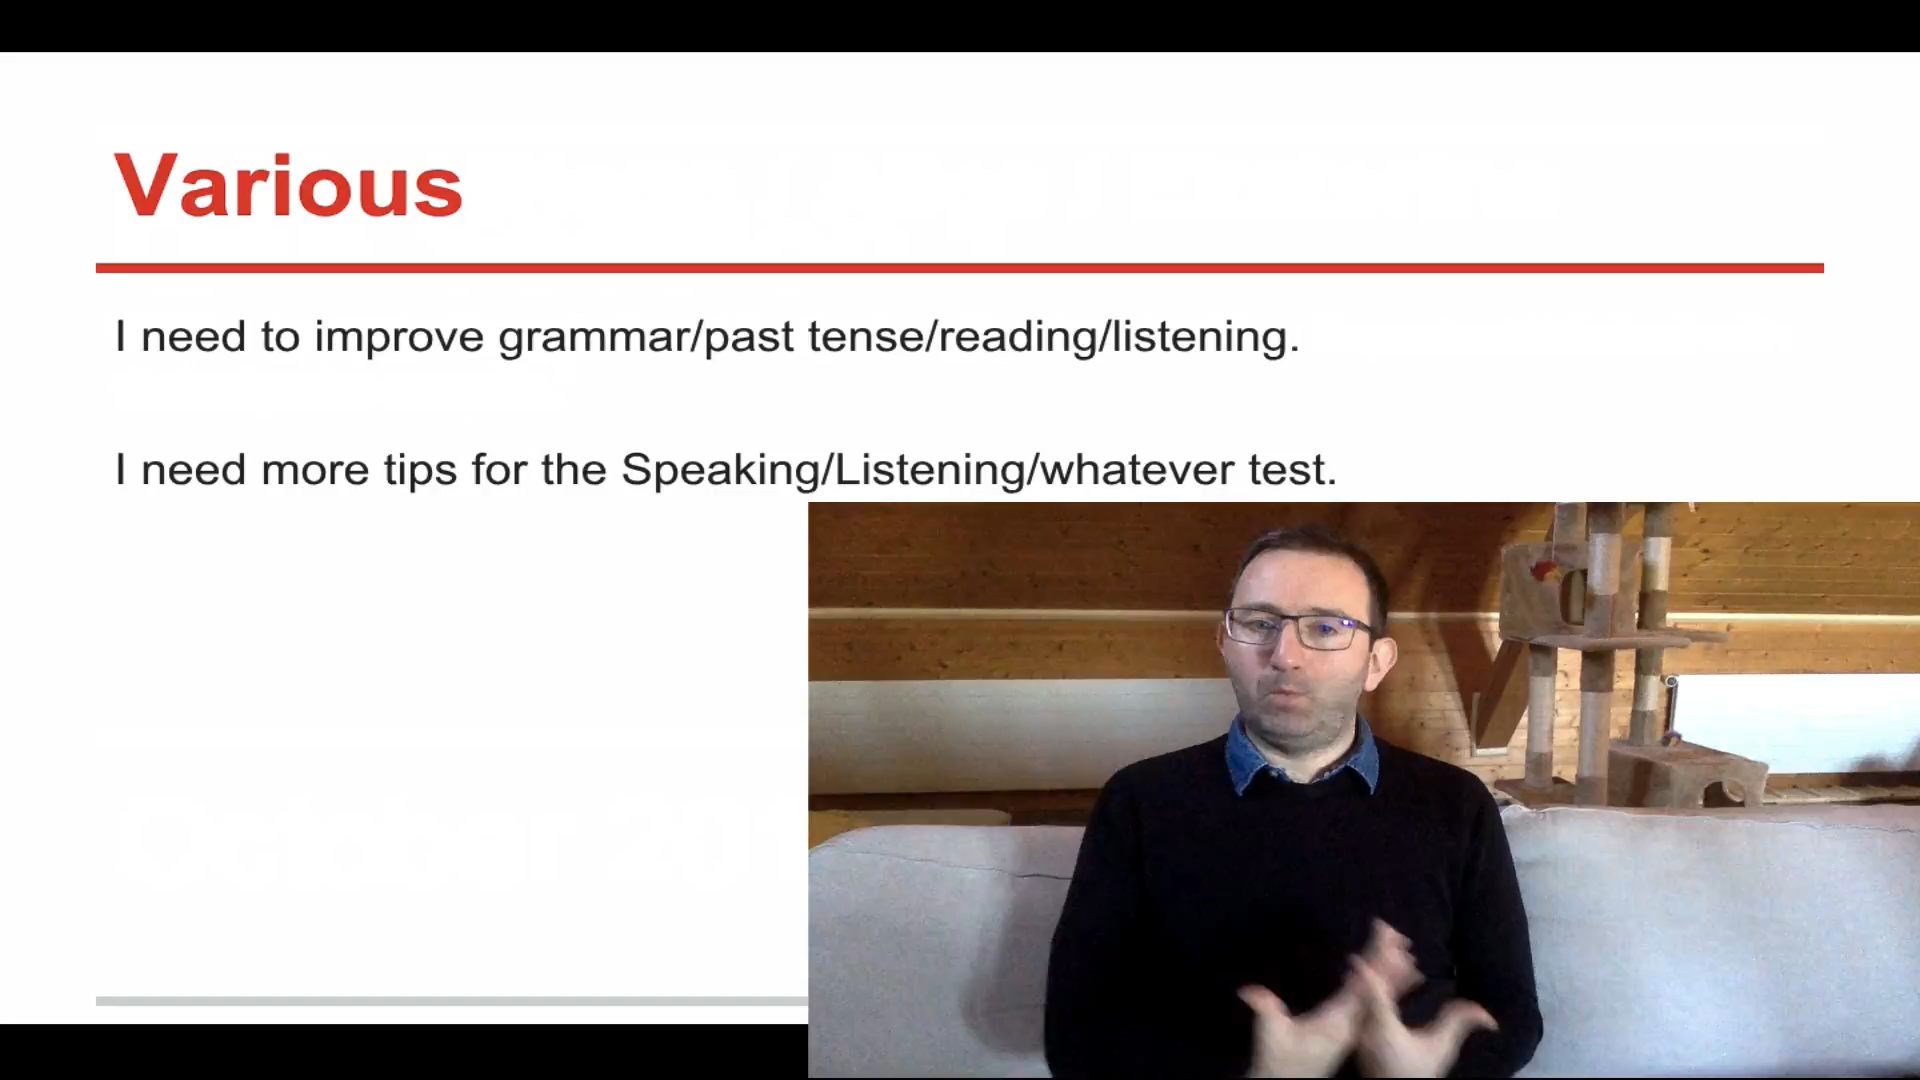 Various
I need to improve grammar/past tense/reading/listening.
I need more tips for the Speaking/Listening/whatever test.